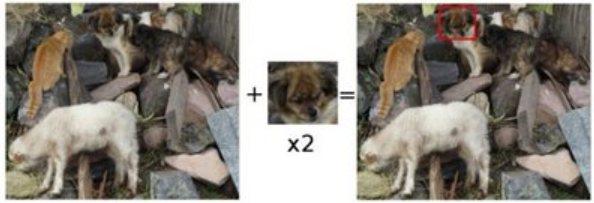 + x2 =